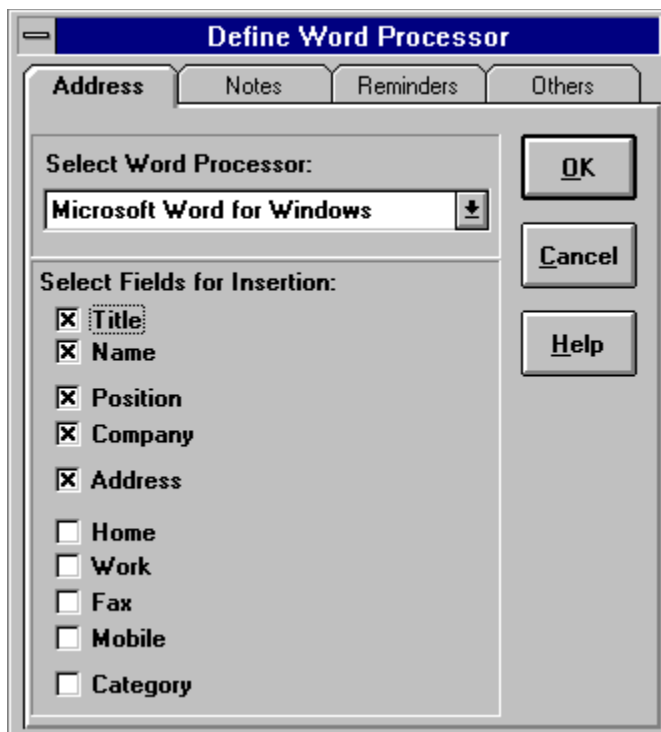 Define Word Processor
Address Notes Reminders Others
Select Word Processor:
Microsoft Word for Windows
OK
Cancel
Help
Select Fields for Insertion:
Title
Name
Position
Company
Address
Home
Work
Fax
Mobile
Category